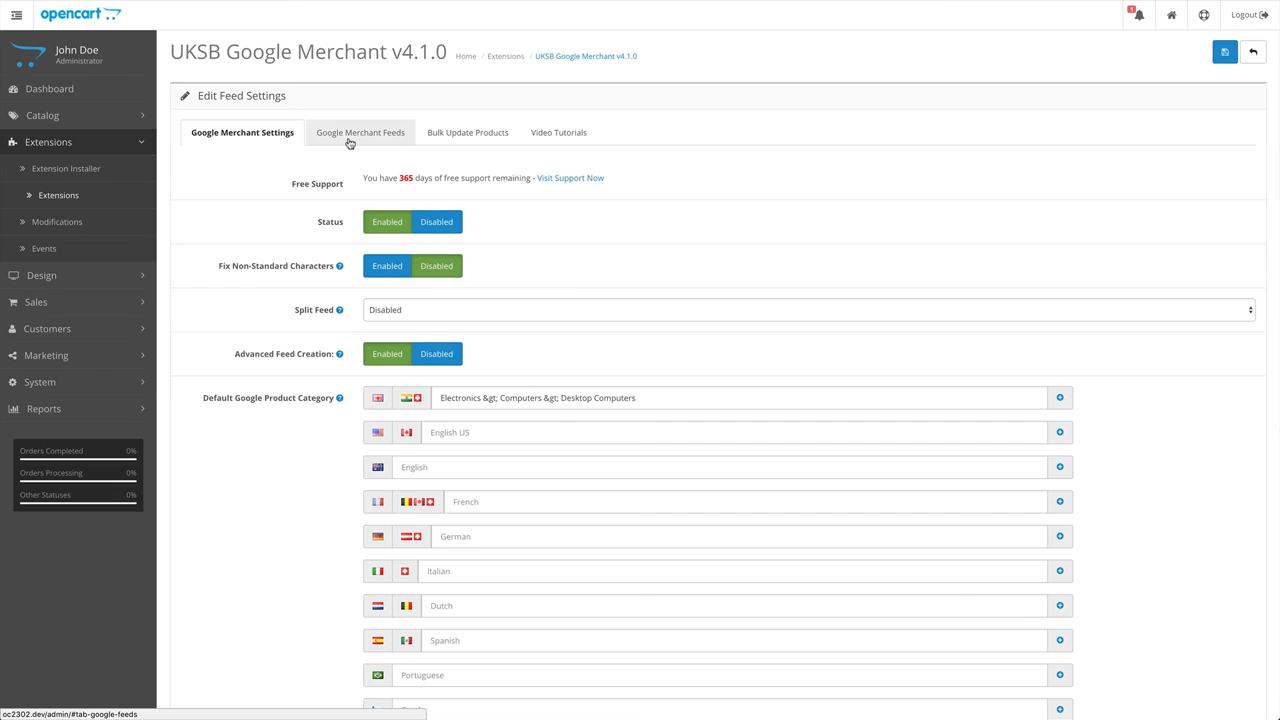 opencart
1
Logout
John Doe
Administrator
Dashboard
Catalog
Extensions
Extension Installer
Extensions
Modifications
Events
Design
Sales
Customers
Marketing
System
Reports
Orders Completed 0%
Orders Processing 0%
Other Statuses 0%
UKSB Google Merchant v4.1.0
Home / Extensions / UKSB Google Merchant v4.1.0
Edit Feed Settings
Google Merchant Settings Google Merchant Feeds Bulk Update Products Video Tutorials
Free Support You have 365 days of free support remaining - Visit Support Now
Status Enabled Disabled
Fix Non-Standard Characters Enabled Disabled
Split Feed Disabled
Advanced Feed Creation: Enabled Disabled
Default Google Product Category Electronics &gt; Computers &gt; Desktop Computers
English US
English
French
German
Italian
Dutch
Spanish
Portuguese
oc2302.dev/admin/#tab-google-feeds